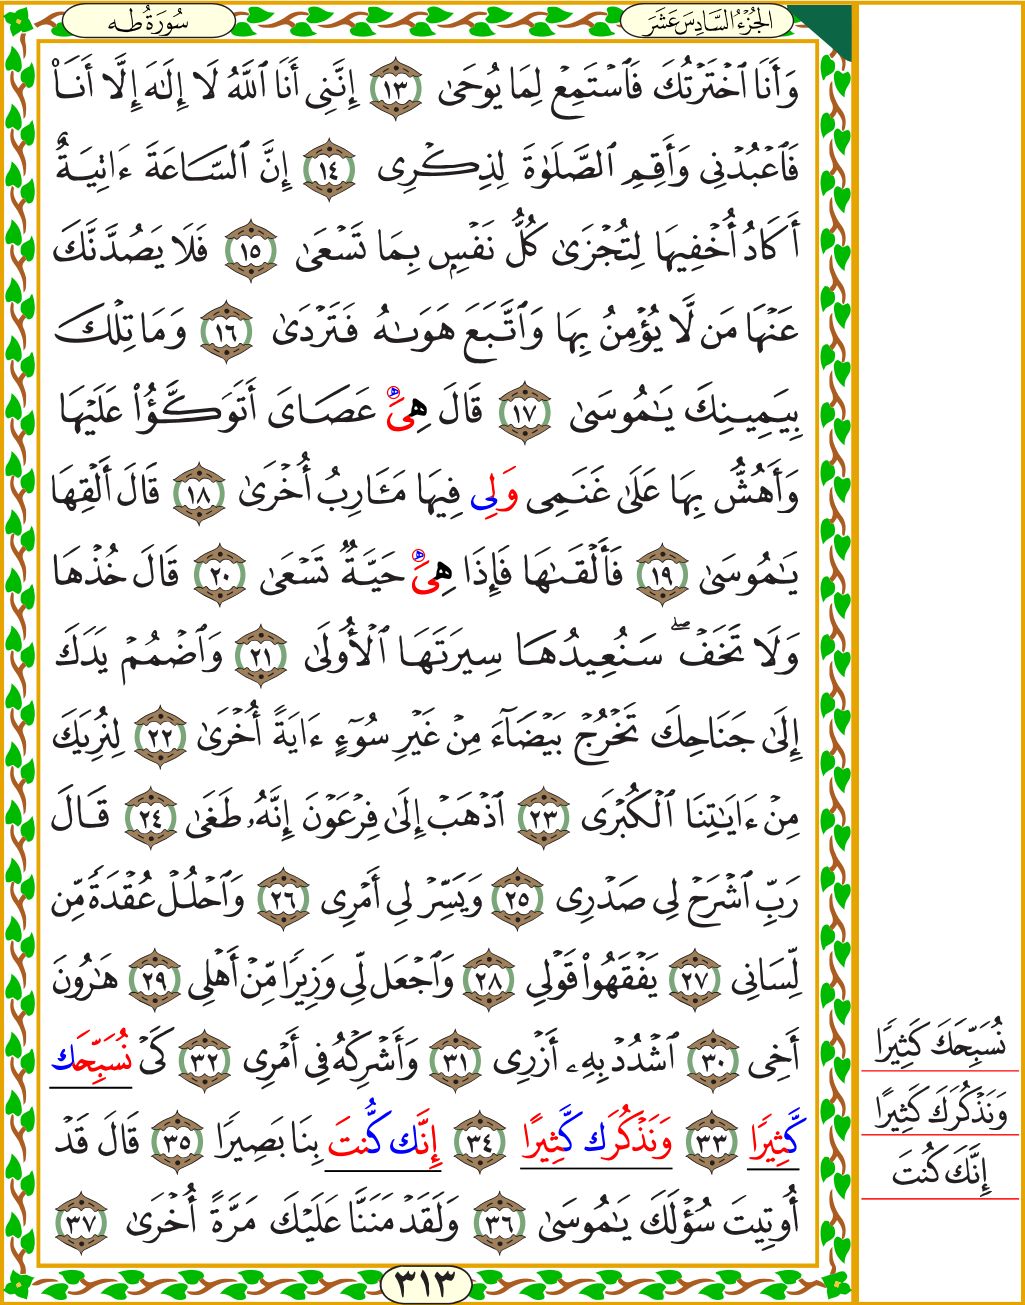 سُورَةُ طه
الجُزْءُ السَّادِسَ عَشَرَ
وَأَنَا ٱخْتَرْتُكَ فَٱسْتَمِعْ لِمَا يُوحَىٰٓ ١٣ إِنَّنِىٓ أَنَا ٱللَّهُ لَآ إِلَٰهَ إِلَّآ أَنَا۠
فَٱعْبُدْنِى وَأَقِمِ ٱلصَّلَوٰةَ لِذِكْرِىٓ ١٤ إِنَّ ٱلسَّاعَةَ ءَاتِيَةٌ
أَكَادُ أُخْفِيهَا لِتُجْزَىٰ كُلُّ نَفْسٍۭ بِمَا تَسْعَىٰ ١٥ فَلَا يَصُدَّنَّكَ
عَنْهَا مَن لَّا يُؤْمِنُ بِهَا وَٱتَّبَعَ هَوَىٰهُ فَتَرْدَىٰ ١٦ وَمَا تِلْكَ
بِيَمِينِكَ يَٰمُوسَىٰ ١٧ قَالَ هِىَ عَصَاىَ أَتَوَكَّؤُا۟ عَلَيْهَا
وَأَهُشُّ بِهَا عَلَىٰ غَنَمِى وَلِى فِيهَا مَـَٔارِبُ أُخْرَىٰ ١٨ قَالَ أَلْقِهَا
يَٰمُوسَىٰ ١٩ فَأَلْقَىٰهَا فَإِذَا هِىَ حَيَّةٌ تَسْعَىٰ ٢٠ قَالَ خُذْهَا
وَلَا تَخَفْ ۖ سَنُعِيدُهَا سِيرَتَهَا ٱلْأُولَىٰ ٢١ وَٱضْمُمْ يَدَكَ
إِلَىٰ جَنَاحِكَ تَخْرُجْ بَيْضَآءَ مِنْ غَيْرِ سُوٓءٍ ءَايَةً أُخْرَىٰ ٢٢ لِنُرِيَكَ
مِنْ ءَايَٰتِنَا ٱلْكُبْرَى ٢٣ ٱذْهَبْ إِلَىٰ فِرْعَوْنَ إِنَّهُۥ طَغَىٰ ٢٤ قَالَ
رَبِّ ٱشْرَحْ لِى صَدْرِى ٢٥ وَيَسِّرْ لِىٓ أَمْرِى ٢٦ وَٱحْلُلْ عُقْدَةً مِّن
لِّسَانِى ٢٧ يَفْقَهُوا۟ قَوْلِى ٢٨ وَٱجْعَل لِّى وَزِيرًا مِّنْ أَهْلِى ٢٩ هَٰرُونَ
أَخِى ٣٠ ٱشْدُدْ بِهِۦٓ أَزْرِى ٣١ وَأَشْرِكْهُ فِىٓ أَمْرِى ٣٢ كَىْ نُسَبِّحَك
كَّثِيرًا ٣٣ وَنَذْكُرَك كَّثِيرًا ٣٤ إِنَّك كُّنتَ بِنَا بَصِيرًا ٣٥ قَالَ قَدْ
أُوتِيتَ سُؤْلَكَ يَٰمُوسَىٰ ٣٦ وَلَقَدْ مَنَنَّا عَلَيْكَ مَرَّةً أُخْرَىٰٓ ٣٧
نُسَبِّحَكَ كَثِيرًا
وَنَذْكُرَكَ كَثِيرًا
إِنَّكَ كُنتَ
٣١٣